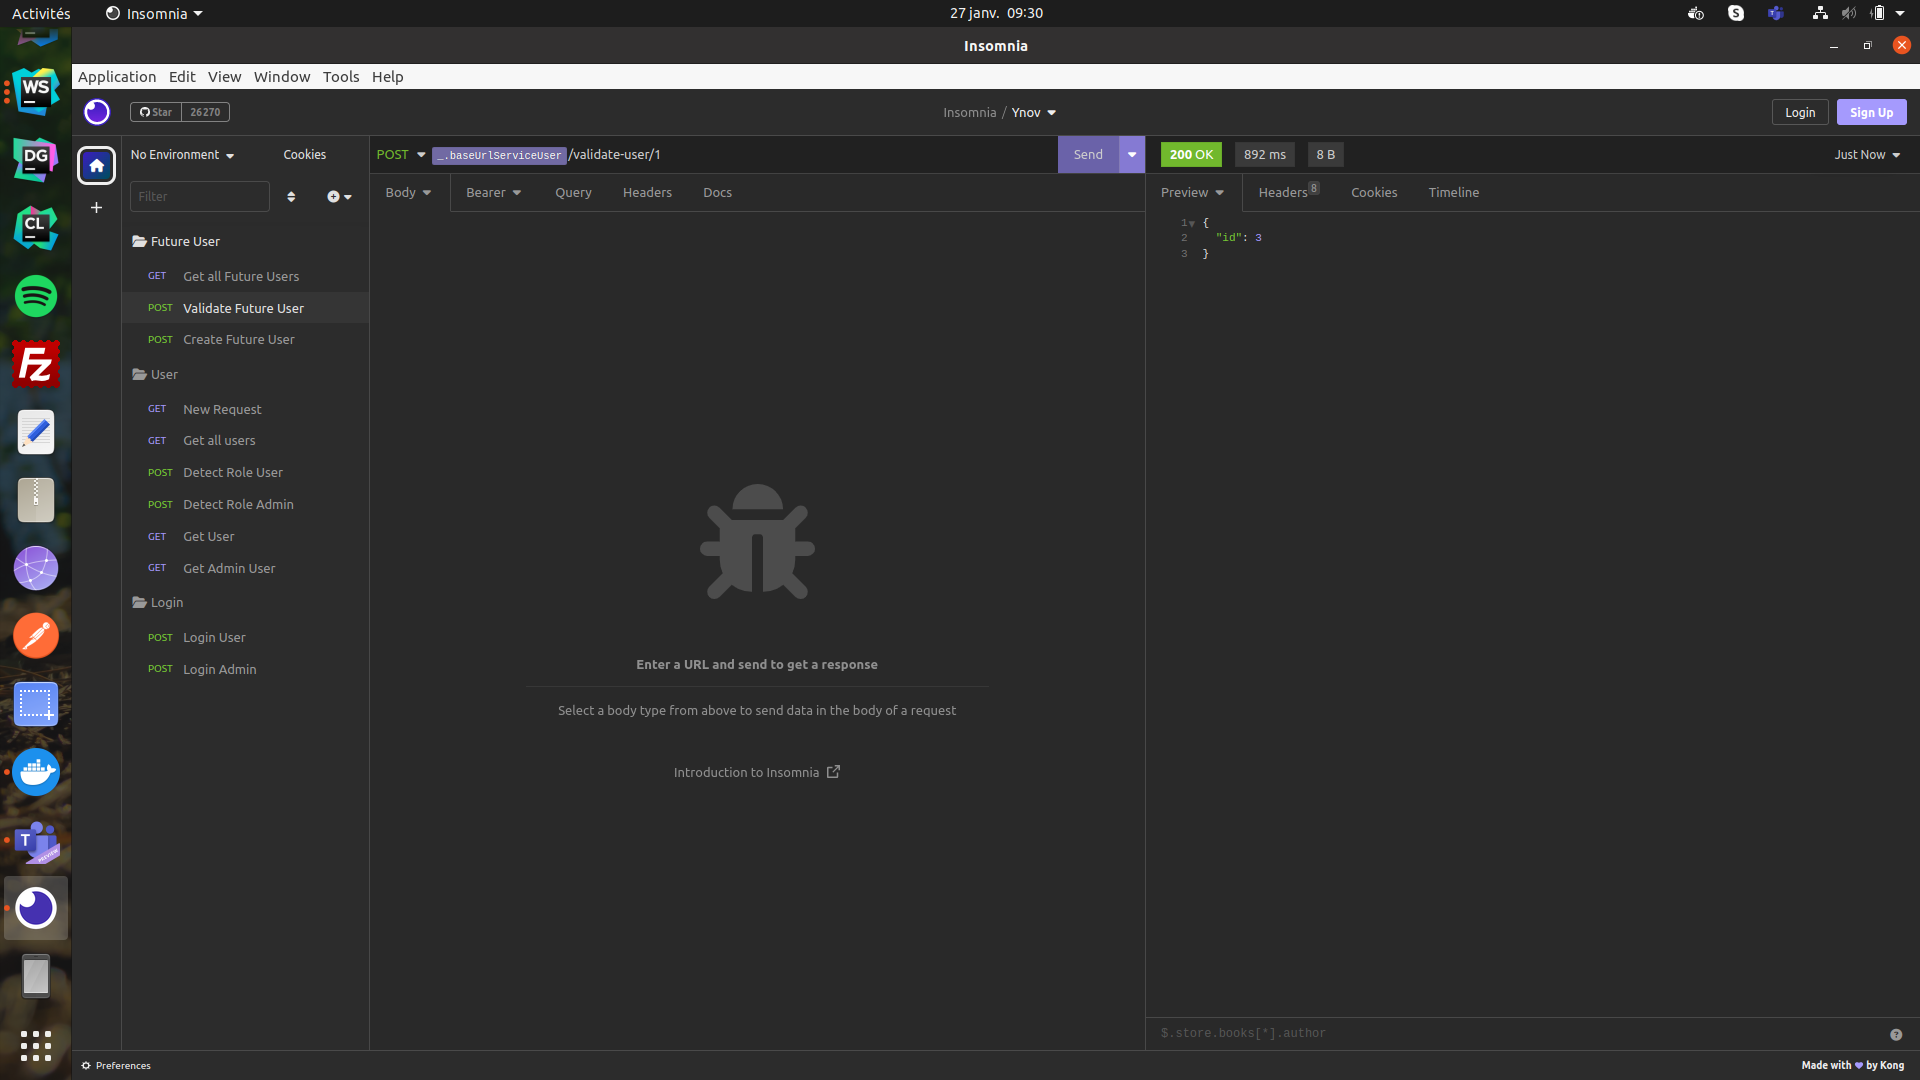 Activités
Insomnia
27 janv. 09:30
Insomnia
Application Edit View Window Tools Help
Star 26270
Insomnia / Ynov
Login
Sign Up
No Environment
Cookies
POST _.baseUrlServiceUser /validate-user/1
Send
200 OK
892 ms
8 B
Just Now
Filter
Body
Bearer
Query
Headers
Docs
Preview
Headers 8
Cookies
Timeline
1 {
2 "id": 3
3 }
Future User
GET Get all Future Users
POST Validate Future User
POST Create Future User
User
GET New Request
GET Get all users
POST Detect Role User
POST Detect Role Admin
GET Get User
GET Get Admin User
Login
POST Login User
POST Login Admin
Enter a URL and send to get a response
Select a body type from above to send data in the body of a request
Introduction to Insomnia
$.store.books[*].author
Preferences
Made with by Kong
WS
DG
CL
FZ
T
PREVIEW
S